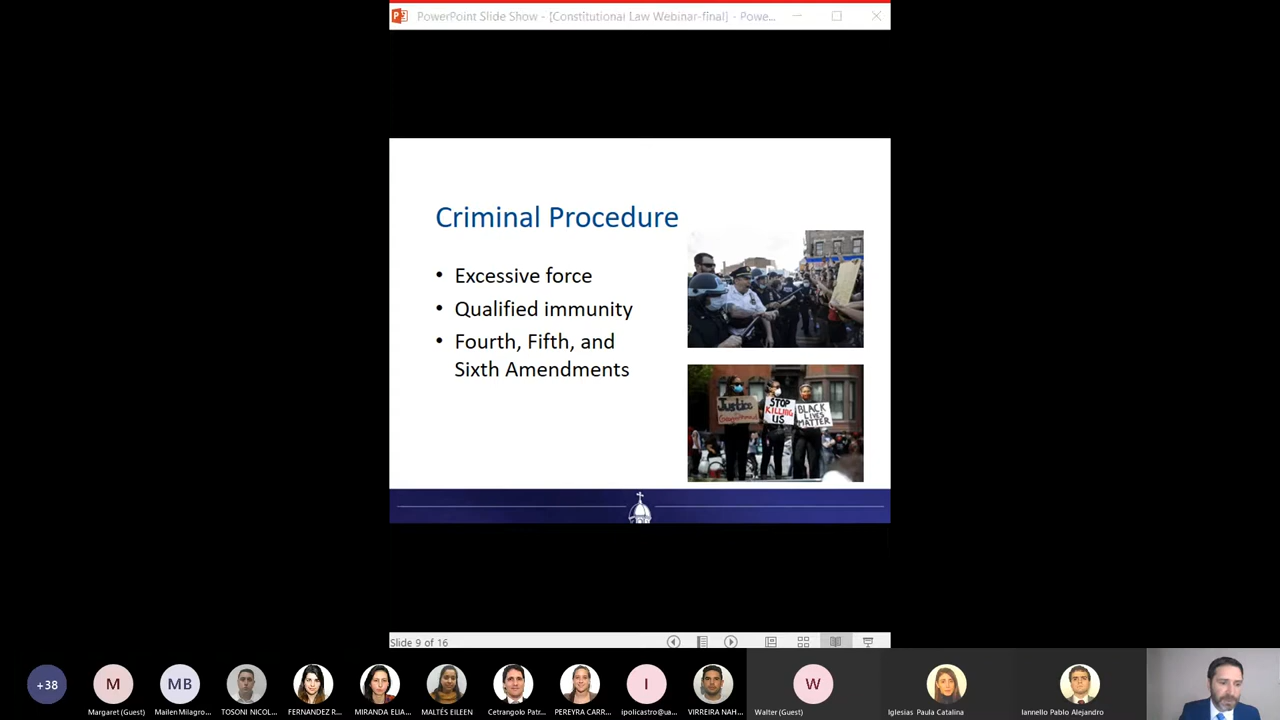 PowerPoint Slide Show - [Constitutional Law Webinar-final] - Powe...
Criminal Procedure
• Excessive force
• Qualified immunity
• Fourth, Fifth, and
Sixth Amendments
Justice
STOP
KILLING
US
BLACK
LIVES
MATTER
Slide 9 of 16
+38
M
MB
I
W
Margaret (Guest)
Mailen Milagro...
TOSONI NICOL...
FERNANDEZ R...
MIRANDA ELIA...
MALTÉS EILEEN
Cetrangolo Patr...
PEREYRA CARR...
ipolicastro@ua...
VIRREIRA NAH...
Walter (Guest)
Iglesias Paula Catalina
Iannello Pablo Alejandro